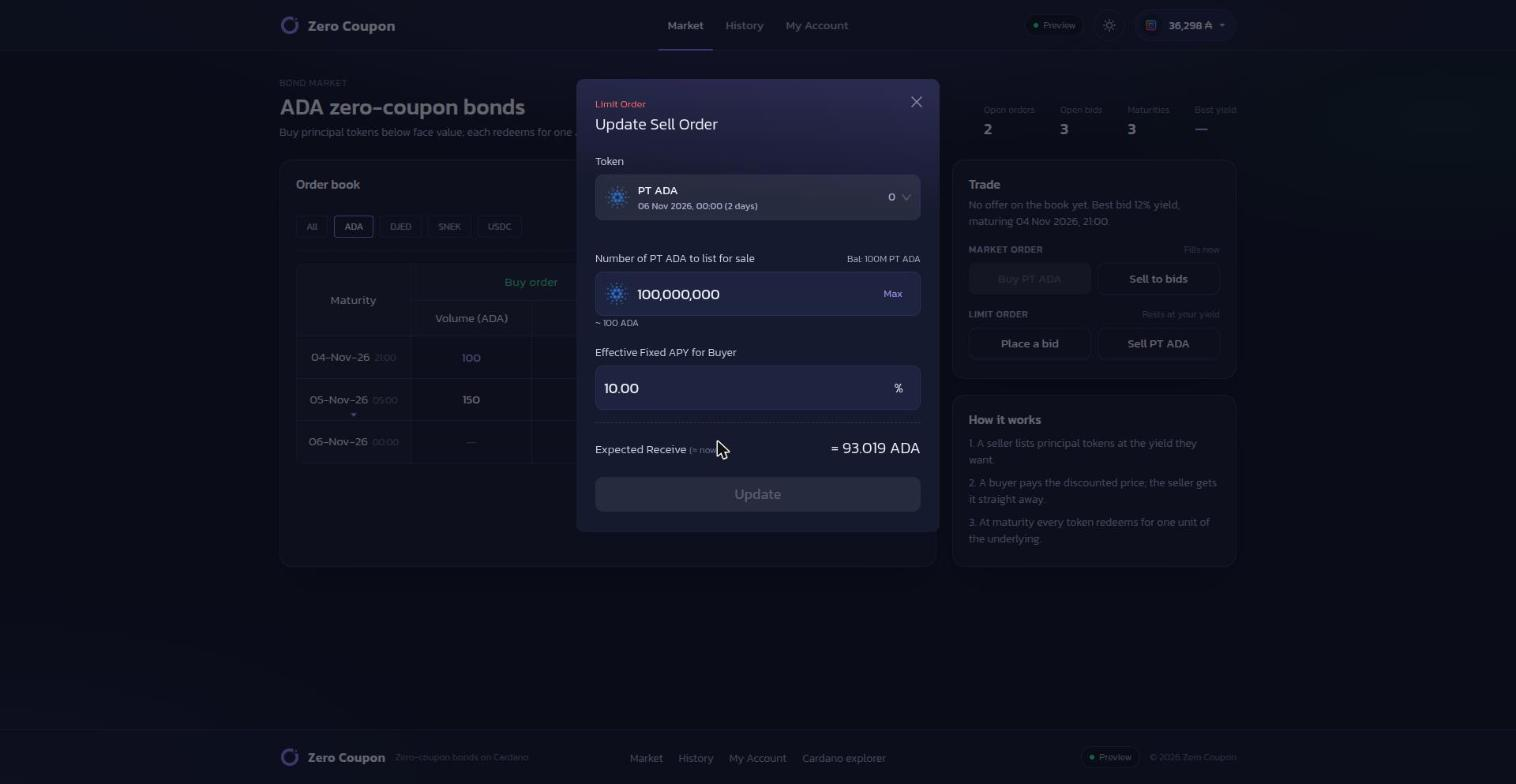 Zero Coupon
Market History My Account
Preview
36,298 ₳
BOND MARKET
ADA zero-coupon bonds
Buy principal tokens below face value; each redeems for one
Open orders Open bids Maturities Best yield
2 3 3 —
Order book
All ADA DJED SNEK USDC
Maturity
Buy order
Volume (ADA)
04-Nov-26 21:00 100
05-Nov-26 05:00 150
06-Nov-26 00:00 —
Limit Order
Update Sell Order
Token
PT ADA
06 Nov 2026, 00:00 (2 days)
0
Number of PT ADA to list for sale Bal: 100M PT ADA
100,000,000 Max
~ 100 ADA
Effective Fixed APY for Buyer
10.00 %
Expected Receive (≈ now = 93.019 ADA
Update
Trade
No offer on the book yet. Best bid 12% yield,
maturing 04 Nov 2026, 21:00.
MARKET ORDER Fills now
Buy PT ADA Sell to bids
LIMIT ORDER Rests at your yield
Place a bid Sell PT ADA
How it works
1. A seller lists principal tokens at the yield they
want.
2. A buyer pays the discounted price; the seller gets
it straight away.
3. At maturity every token redeems for one unit of
the underlying.
Zero Coupon Zero-coupon bonds on Cardano
Market History My Account Cardano explorer
Preview © 2026 Zero Coupon